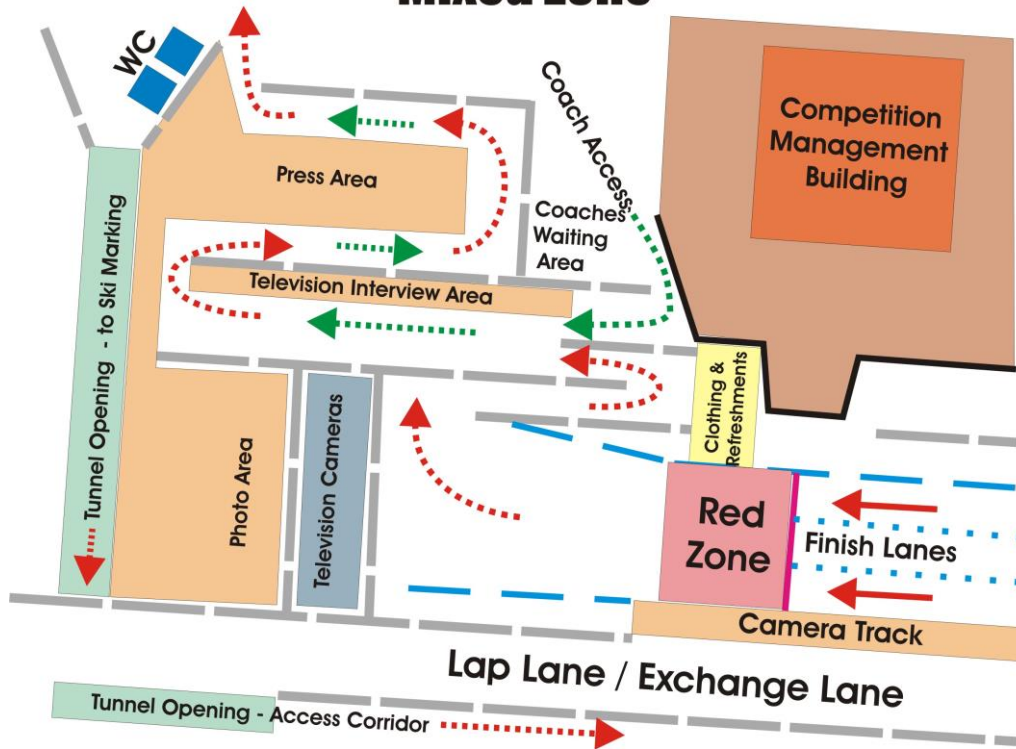 Mixed Zone
WC
Coach Access
Competition
Management
Building
Press Area
Coaches
Waiting
Area
Television Interview Area
Tunnel Opening - to Ski Marking
Clothing &
Refreshments
Photo Area
Television Cameras
Red
Zone
Finish Lanes
Camera Track
Lap Lane / Exchange Lane
Tunnel Opening - Access Corridor